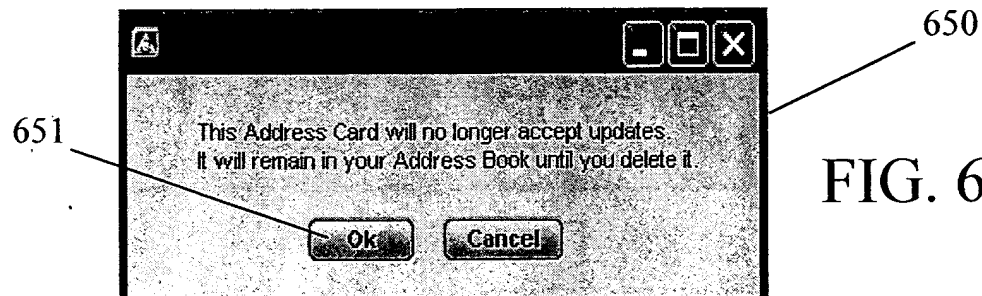 650
651
This Address Card will no longer accept updates.
It will remain in your Address Book until you delete it.
FIG. 6
Ok Cancel